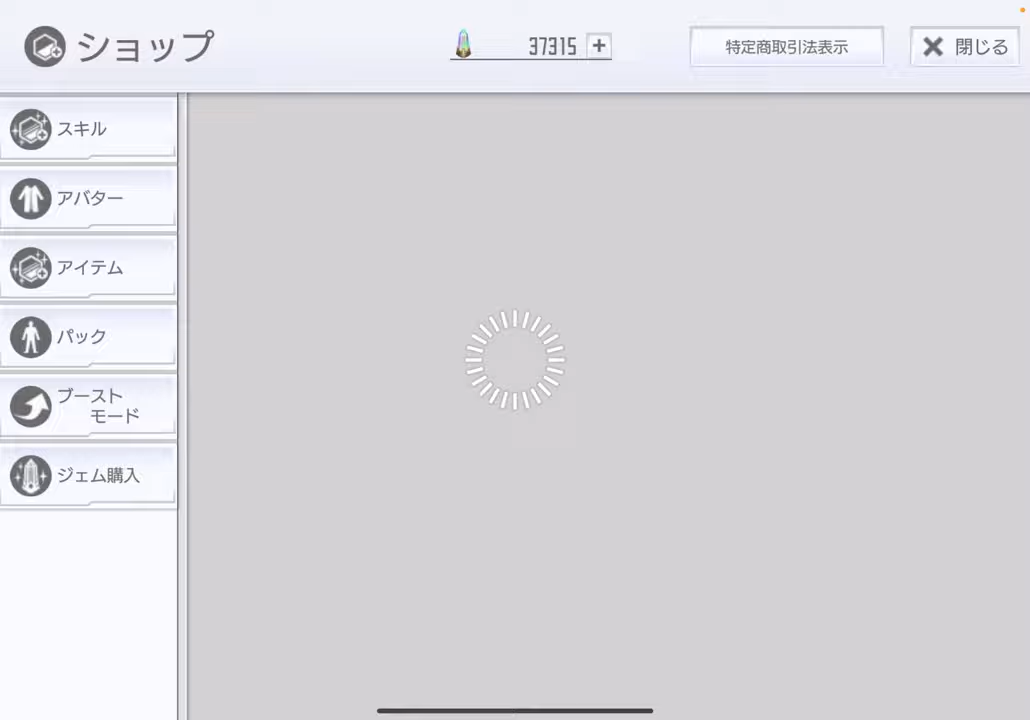 ショップ
37315
特定商取引法表示
閉じる
スキル
アバター
アイテム
パック
ブースト
モード
ジェム購入